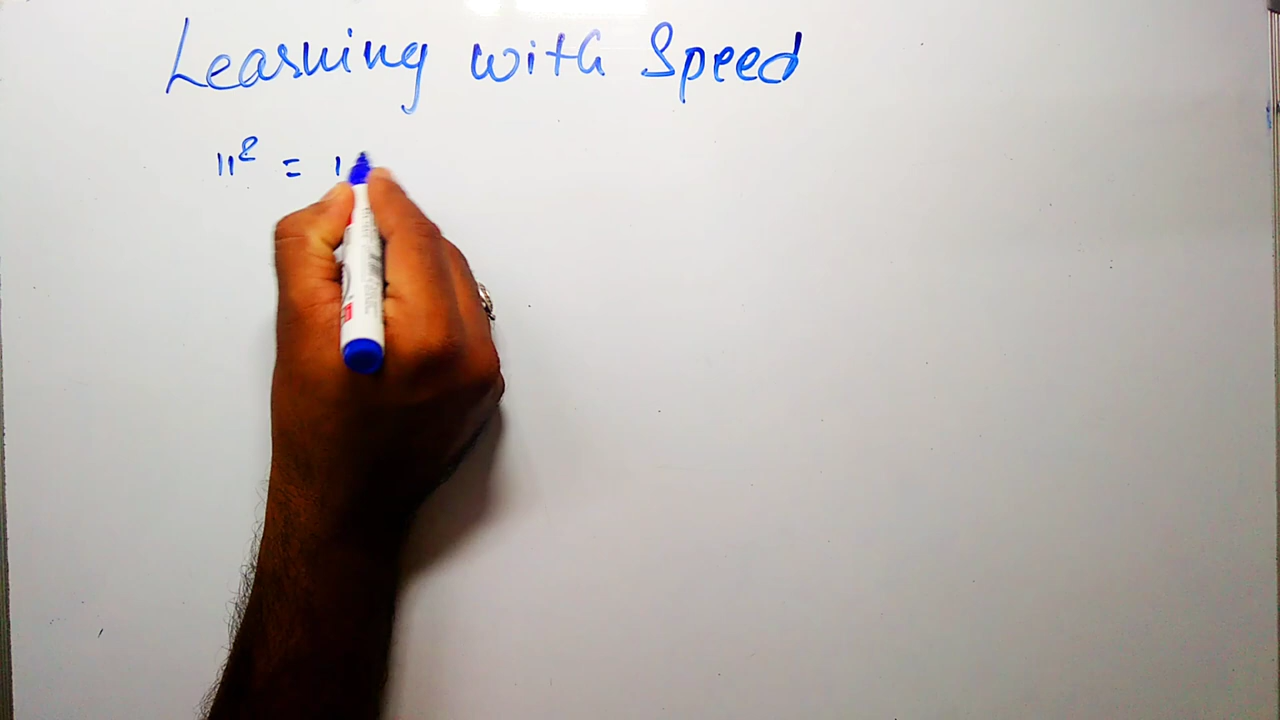 Learning with Speed
11² = 1